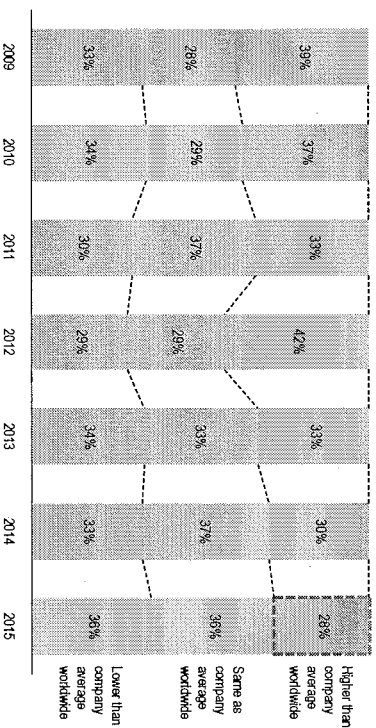 39% 37% 33% 42% 33% 30% 28%
Higher than
company
average
worldwide
28% 29% 37% 29% 33% 37% 36%
Same as
company
average
worldwide
33% 34% 30% 29% 34% 33% 36%
Lower than
company
average
worldwide
2009 2010 2011 2012 2013 2014 2015